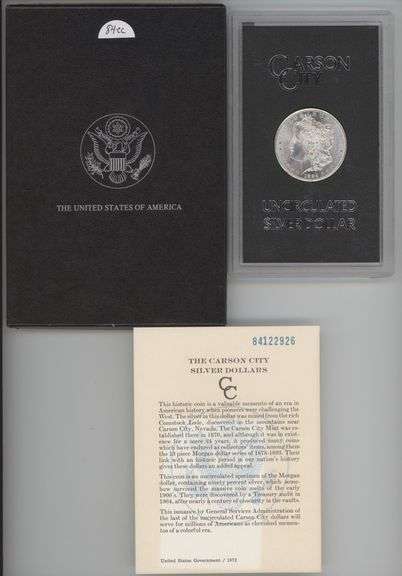 84cc
THE UNITED STATES OF AMERICA
CARSON
CITY
UNCIRCULATED
SILVER DOLLAR
84122926
THE CARSON CITY
SILVER DOLLARS
CC
This historic coin is a valuable memento of an era in
American history when pioneers were challenging the
West. The silver in this dollar was mined from the rich
Comstock Lode, discovered in the mountains near
Carson City, Nevada. The Carson City Mint was es-
tablished there in 1870, and although it was in exist-
ence for a mere 24 years, it produced many coins
which have endured as collectors' items, among them
the 13 piece Morgan dollar series of 1878-1893. Their
link with an historic period in our nation's history
gives these dollars an added appeal.
Thine is an uncirculated specimen of the Morgan
dollar, containing ninety percent silver, which some-
how survived the massive coin melts of the early
1900's. They were discovered by a Treasury audit in
1964, after nearly a century of obscurity in the vaults.
This issuance by General Services Administration of
the last of the uncirculated Carson City dollars will
serve for millions of Americans as cherished memen-
tos of a colorful era.
United States Government / 1972